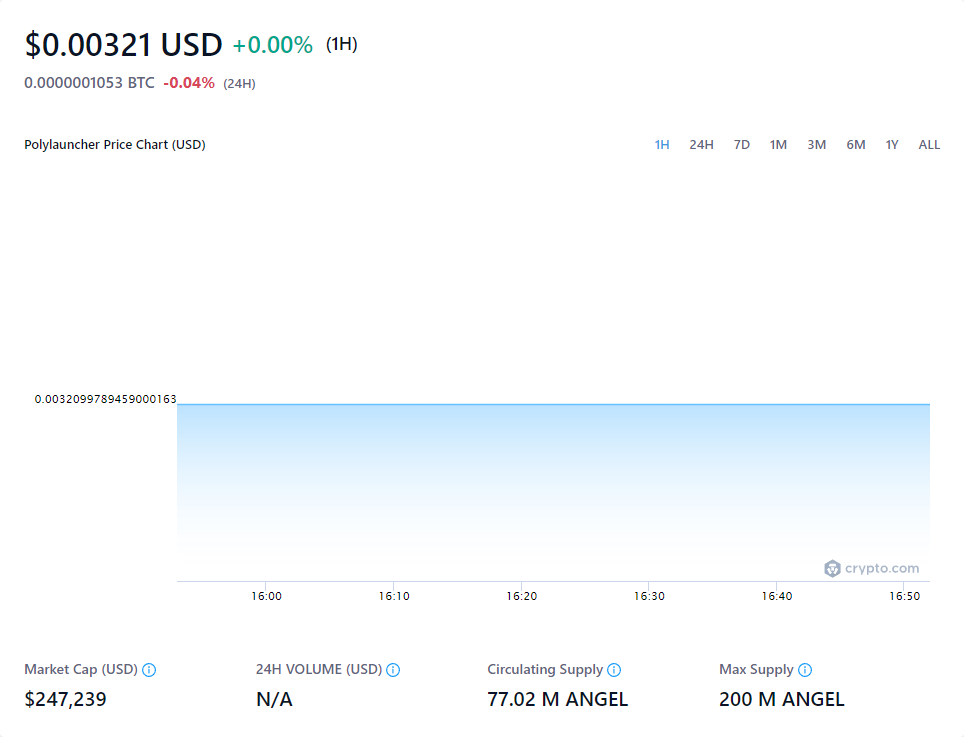 $0.00321 USD +0.00% (1H)
0.0000001053 BTC -0.04% (24H)
Polylauncher Price Chart (USD) 1H 24H 7D 1M 3M 6M 1Y ALL
0.0032099789459000163
crypto.com
16:00 16:10 16:20 16:30 16:40 16:50
Market Cap (USD) 24H VOLUME (USD) Circulating Supply Max Supply
$247,239 N/A 77.02 M ANGEL 200 M ANGEL